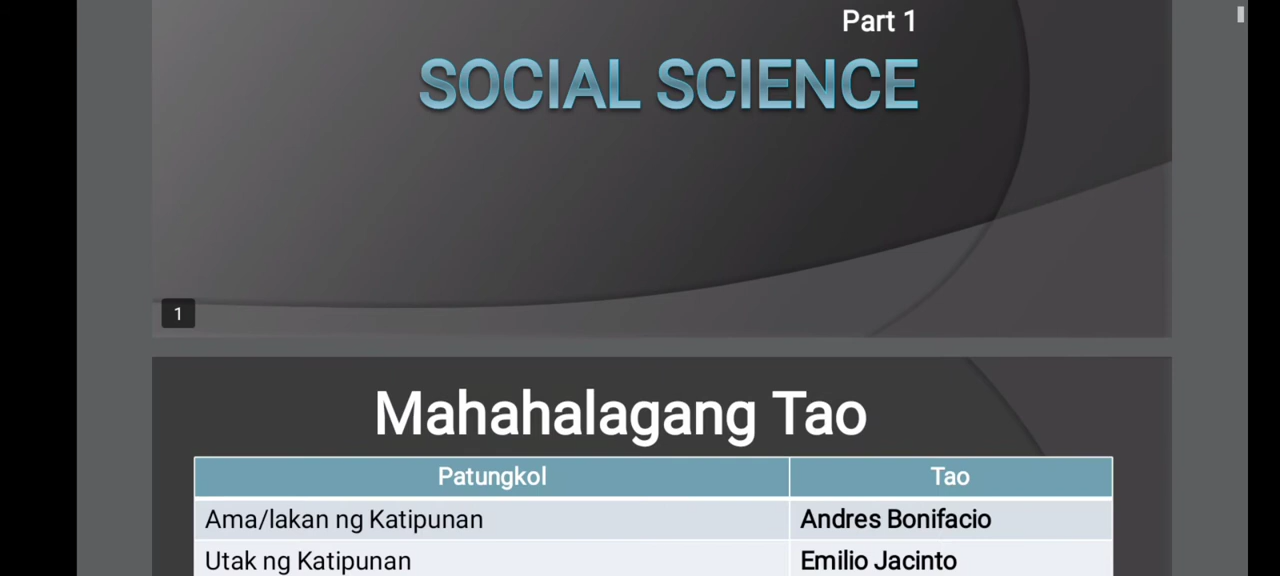 Part 1
SOCIAL SCIENCE
1
Mahahalagang Tao
Patungkol Tao
Ama/lakan ng Katipunan Andres Bonifacio
Utak ng Katipunan Emilio Jacinto